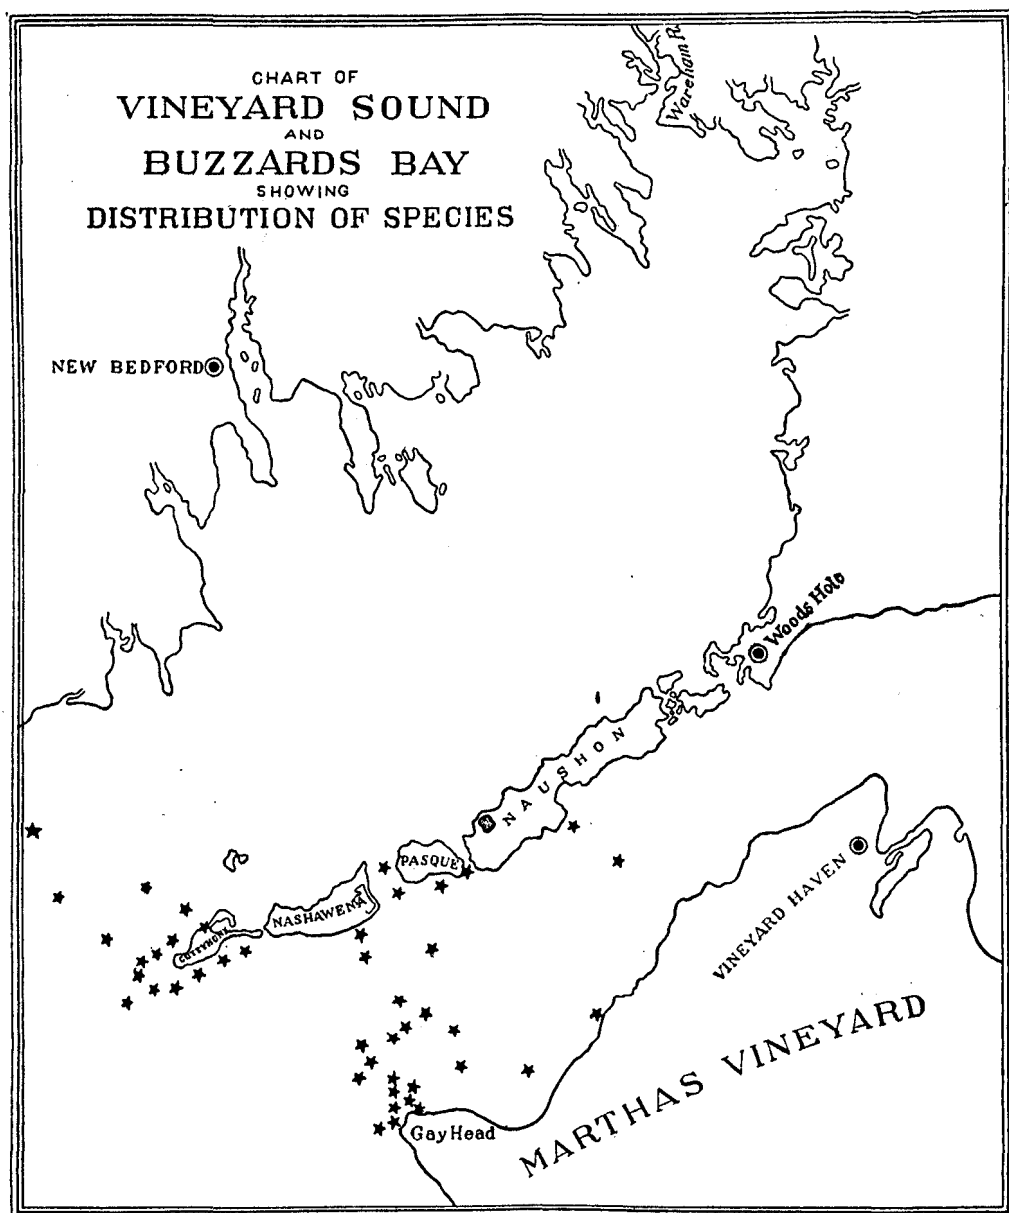 CHART OF
VINEYARD SOUND
AND
BUZZARDS BAY
SHOWING
DISTRIBUTION OF SPECIES
Wareham R.
NEW BEDFORD
Woods Hole
NAUSHON
PASQUE
NASHAWENA
CUTTYHUNK
VINEYARD HAVEN
MARTHAS VINEYARD
Gay Head